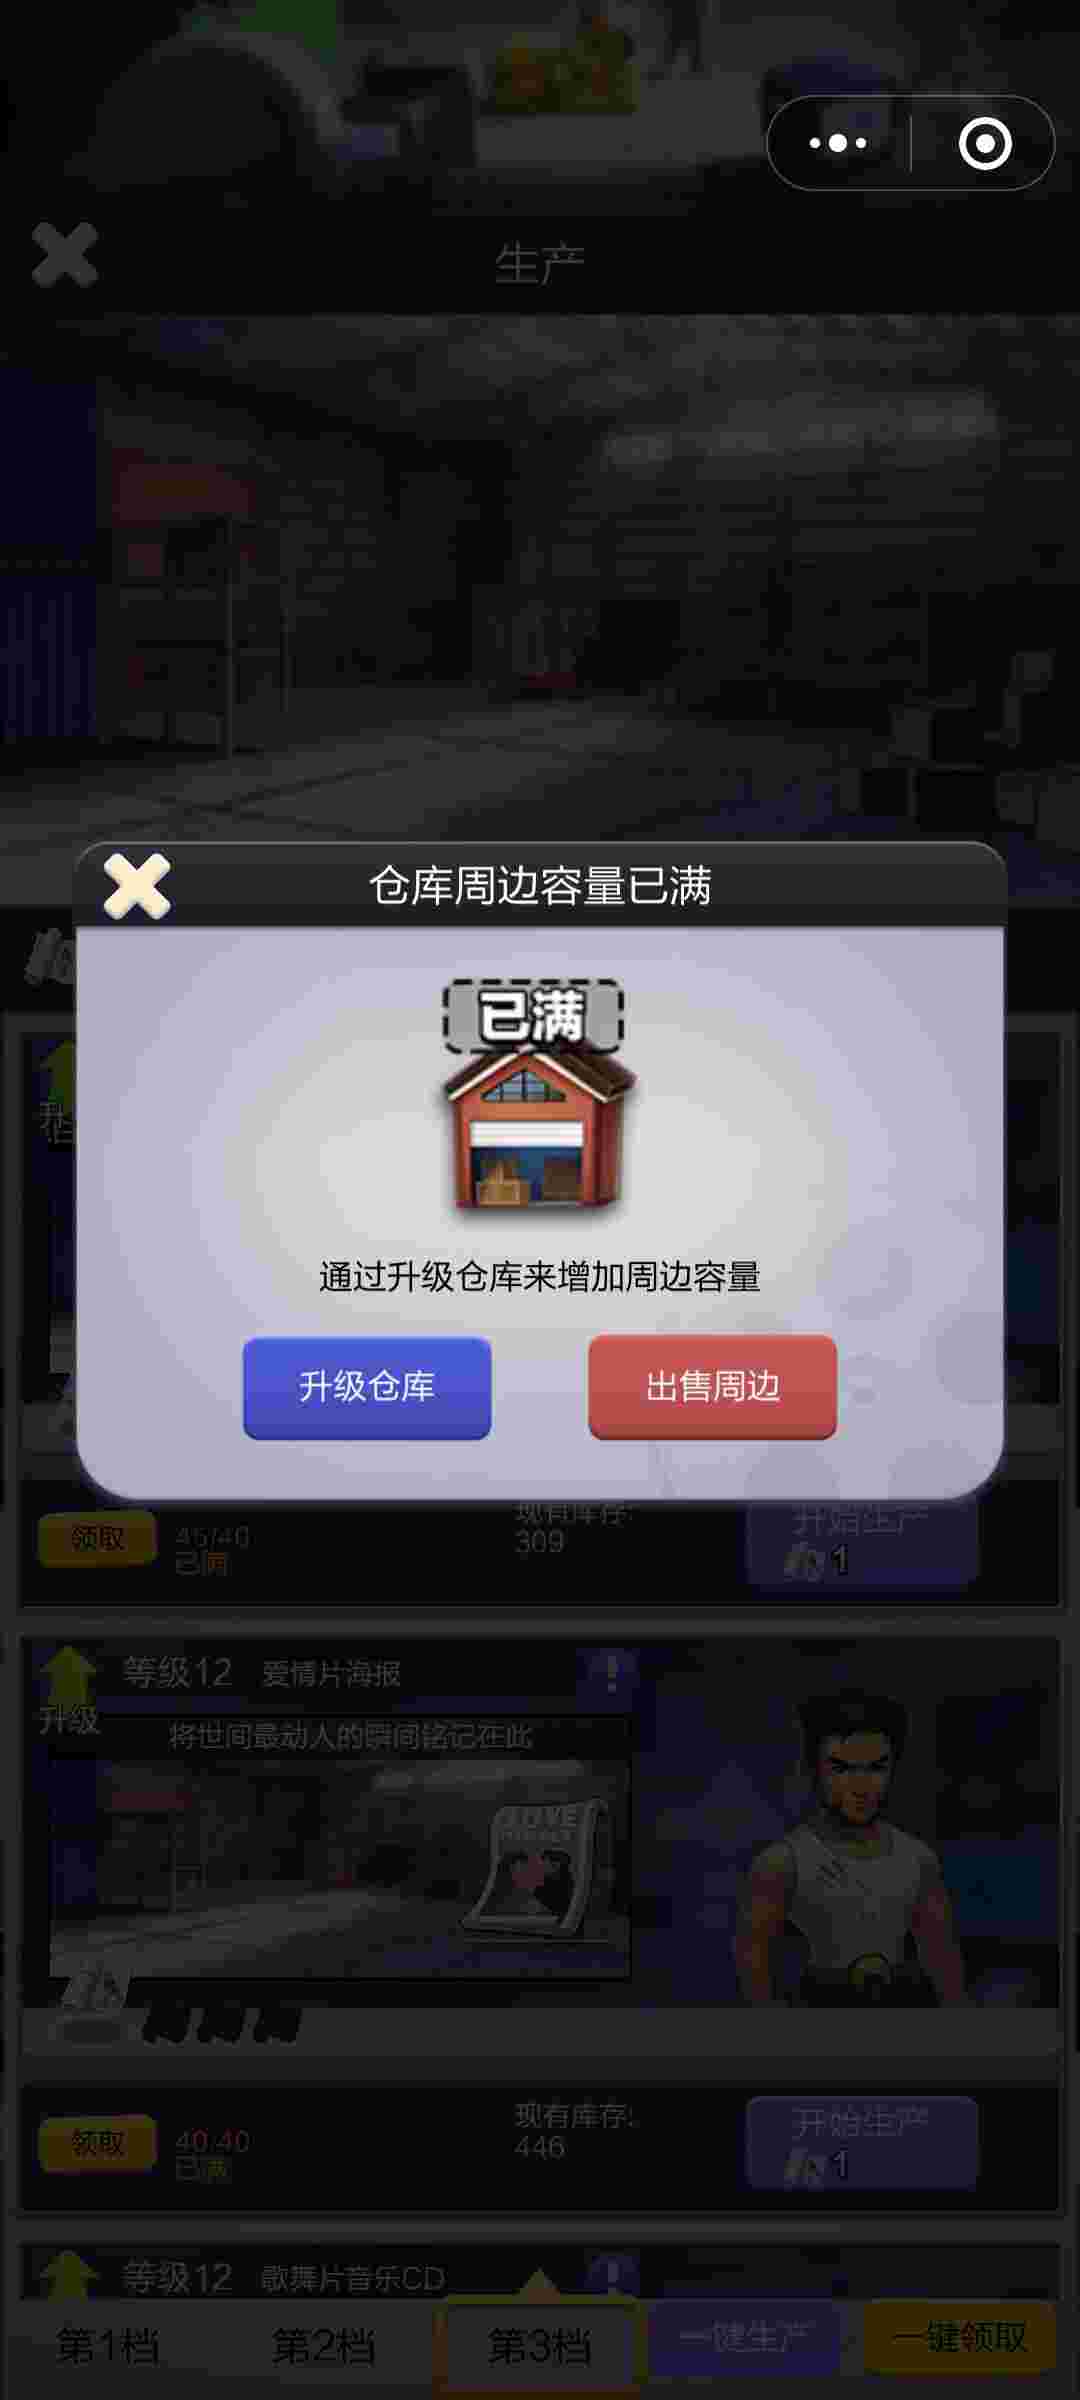 生产
仓库周边容量已满
已满
通过升级仓库来增加周边容量
升级仓库
出售周边
领取
45/40
已满
现有库存:
309
开始生产
1
等级12
爱情片海报
升级
将世间最动人的瞬间铭记在此
LOVE
领取
40/40
已满
现有库存:
446
开始生产
1
等级12
歌舞片音乐CD
第1档
第2档
第3档
一健生产
一键领取